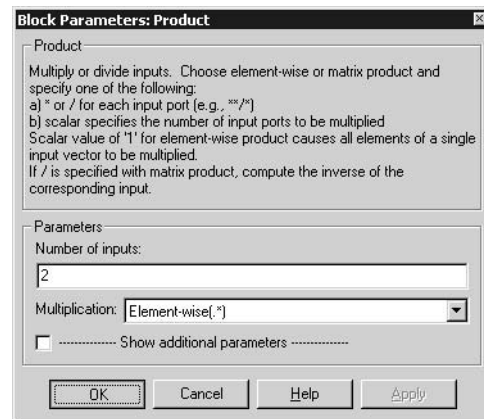 Block Parameters: Product
Product
Multiply or divide inputs. Choose element-wise or matrix product and
specify one of the following:
a) * or / for each input port (e.g., **/*)
b) scalar specifies the number of input ports to be multiplied
Scalar value of '1' for element-wise product causes all elements of a single
input vector to be multiplied.
If / is specified with matrix product, compute the inverse of the
corresponding input.
Parameters
Number of inputs:
2
Multiplication: Element-wise(.*)
-------------- Show additional parameters --------------
OK Cancel Help Apply